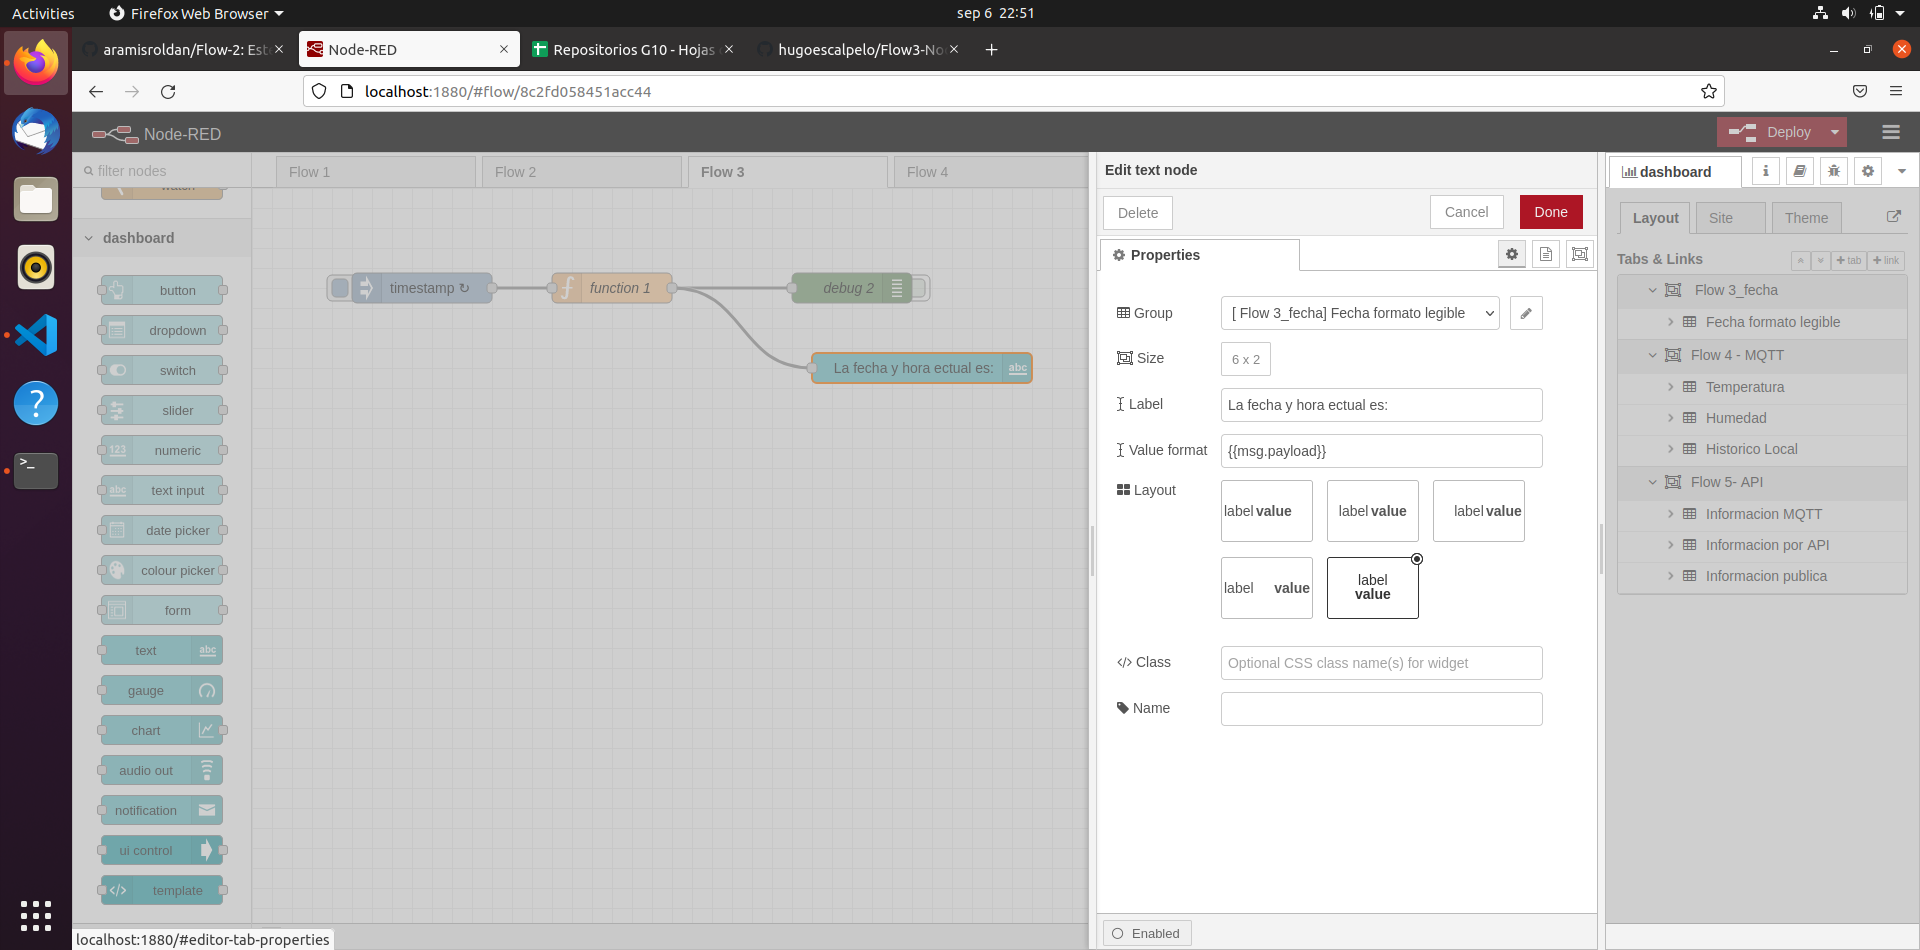 Activities
Firefox Web Browser
sep 6 22:51
aramisroldan/Flow-2: Est
Node-RED
Repositorios G10 - Hojas
hugoescalpelo/Flow3-No
localhost:1880/#flow/8c2fd058451acc44
Node-RED
Deploy
filter nodes
Flow 1
Flow 2
Flow 3
Flow 4
Edit text node
dashboard
i
Delete
Cancel
Done
Layout
Site
Theme
dashboard
Properties
Tabs & Links
tab
link
button
timestamp ↻
function 1
debug 2
Group
[ Flow 3_fecha] Fecha formato legible
Flow 3_fecha
dropdown
Size
6 x 2
Fecha formato legible
switch
La fecha y hora ectual es:
abc
Label
La fecha y hora ectual es:
Flow 4 - MQTT
Temperatura
slider
Value format
{{msg.payload}}
Humedad
123
numeric
Historico Local
abc
text input
Layout
Flow 5- API
date picker
label value
label value
label value
Informacion MQTT
colour picker
Informacion por API
form
label value
label
value
Informacion publica
text
abc
Class
Optional CSS class name(s) for widget
gauge
Name
chart
audio out
notification
ui control
template
Enabled
localhost:1880/#editor-tab-properties